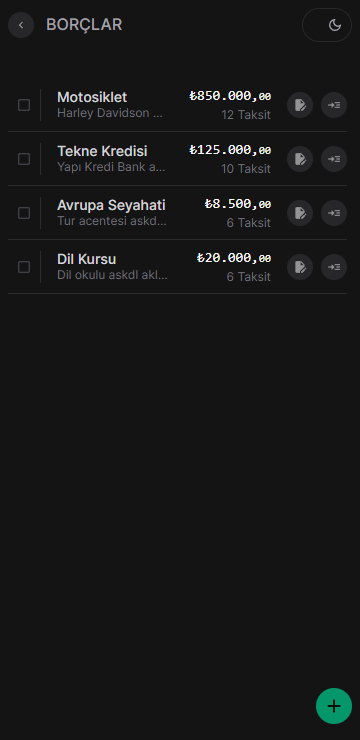 BORÇLAR
Motosiklet
₺850.000,00
Harley Davidson ...
12 Taksit
Tekne Kredisi
₺125.000,00
Yapı Kredi Bank a...
10 Taksit
Avrupa Seyahati
₺8.500,00
Tur acentesi askd...
6 Taksit
Dil Kursu
₺20.000,00
Dil okulu askdl akl...
6 Taksit